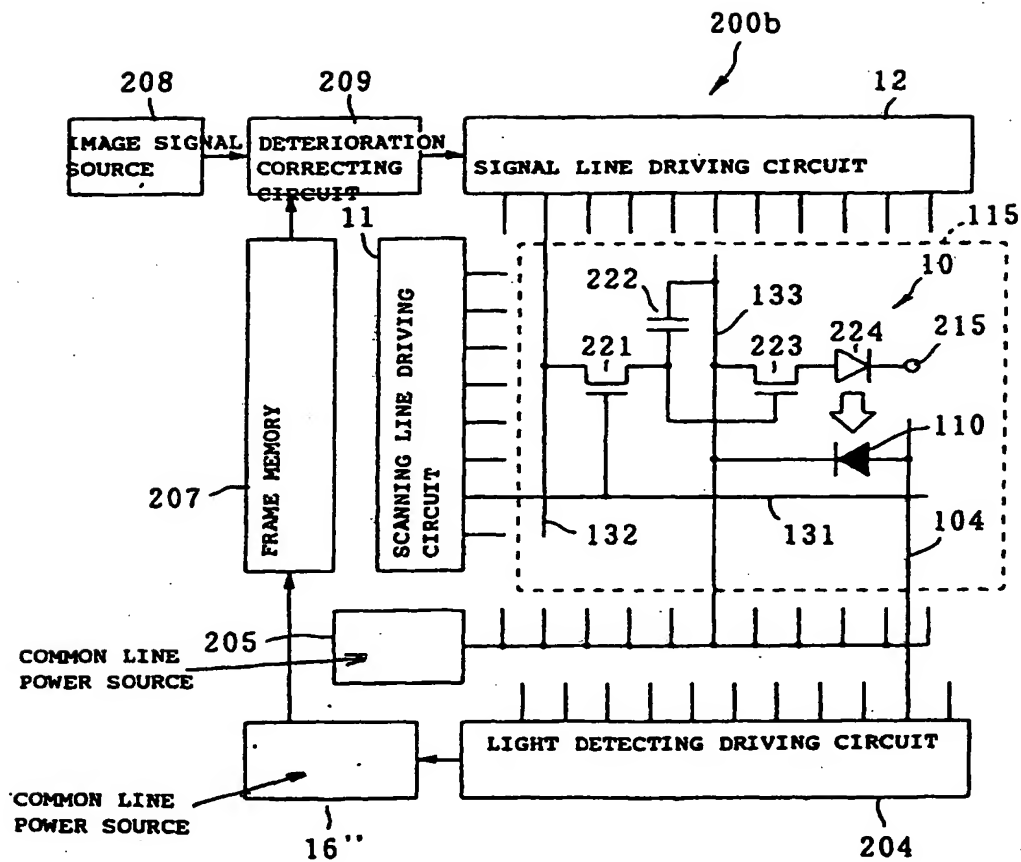 200b
208
209
12
IMAGE SIGNAL
SOURCE
DETERIORATION
CORRECTING
CIRCUIT
SIGNAL LINE DRIVING CIRCUIT
11
115
10
222
133
221
223
224
215
110
FRAME MEMORY
SCANNING LINE DRIVING
CIRCUIT
207
132
131
104
205
COMMON LINE
POWER SOURCE
LIGHT DETECTING DRIVING CIRCUIT
COMMON LINE
POWER SOURCE
16''
204